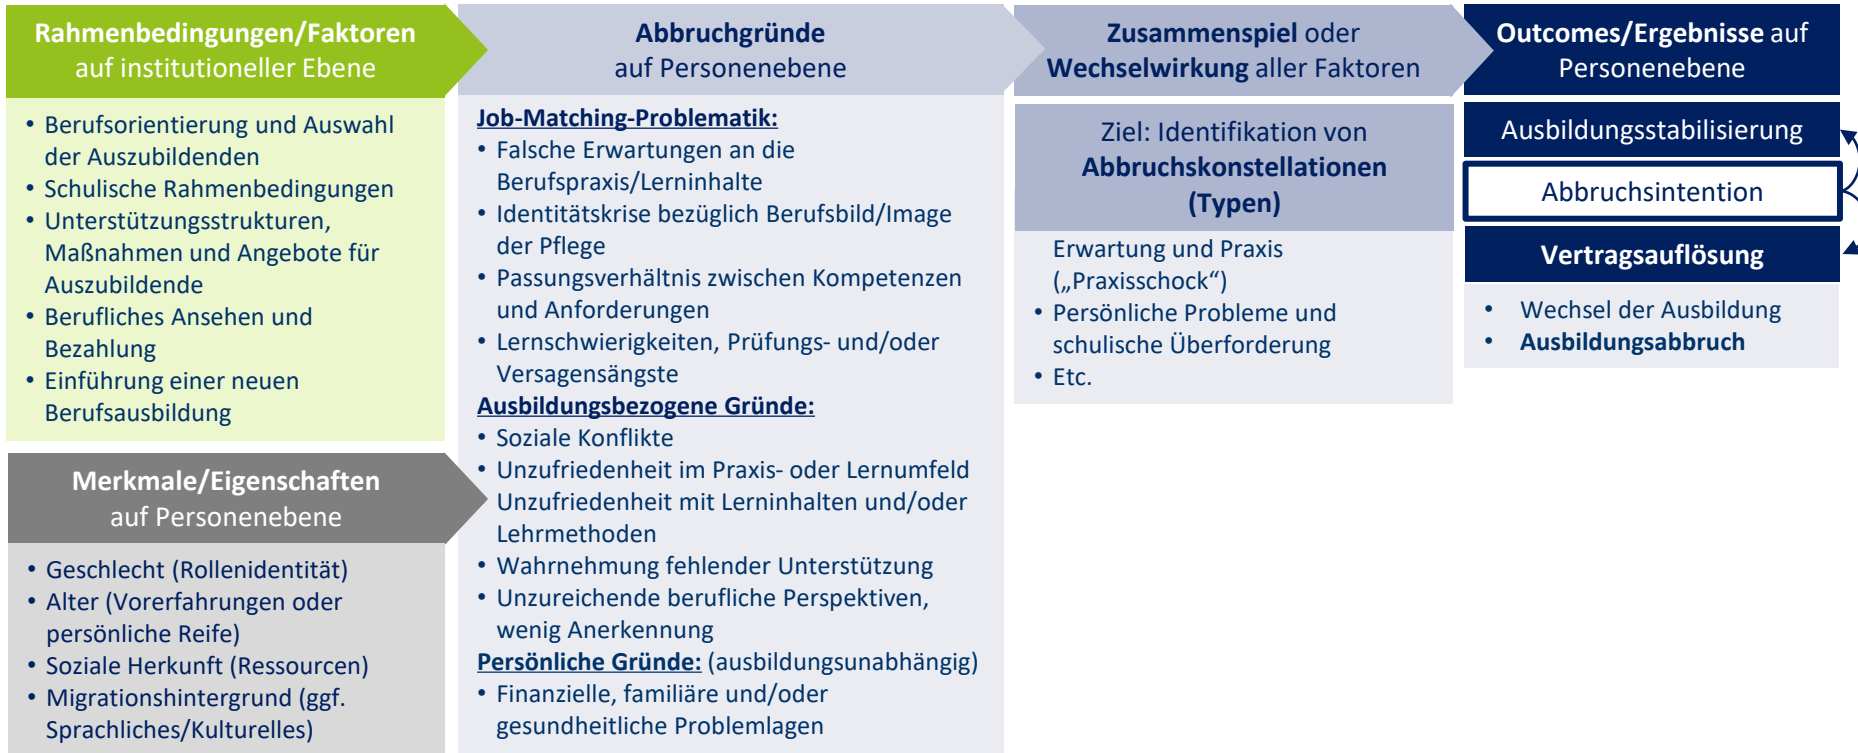 Rahmenbedingungen/Faktoren
auf institutioneller Ebene
• Berufsorientierung und Auswahl
der Auszubildenden
• Schulische Rahmenbedingungen
• Unterstützungsstrukturen,
Maßnahmen und Angebote für
Auszubildende
• Berufliches Ansehen und
Bezahlung
• Einführung einer neuen
Berufsausbildung
Merkmale/Eigenschaften
auf Personenebene
• Geschlecht (Rollenidentität)
• Alter (Vorerfahrungen oder
persönliche Reife)
• Soziale Herkunft (Ressourcen)
• Migrationshintergrund (ggf.
Sprachliches/Kulturelles)
Abbruchgründe
auf Personenebene
Job-Matching-Problematik:
• Falsche Erwartungen an die
Berufspraxis/Lerninhalte
• Identitätskrise bezüglich Berufsbild/Image
der Pflege
• Passungsverhältnis zwischen Kompetenzen
und Anforderungen
• Lernschwierigkeiten, Prüfungs- und/oder
Versagensängste
Ausbildungsbezogene Gründe:
• Soziale Konflikte
• Unzufriedenheit im Praxis- oder Lernumfeld
• Unzufriedenheit mit Lerninhalten und/oder
Lehrmethoden
• Wahrnehmung fehlender Unterstützung
• Unzureichende berufliche Perspektiven,
wenig Anerkennung
Persönliche Gründe: (ausbildungsunabhängig)
• Finanzielle, familiäre und/oder
gesundheitliche Problemlagen
Zusammenspiel oder
Wechselwirkung aller Faktoren
Ziel: Identifikation von
Abbruchskonstellationen
(Typen)
Erwartung und Praxis
(„Praxisschock“)
• Persönliche Probleme und
schulische Überforderung
• Etc.
Outcomes/Ergebnisse auf
Personenebene
Ausbildungsstabilisierung
Abbruchsintention
Vertragsauflösung
• Wechsel der Ausbildung
• Ausbildungsabbruch